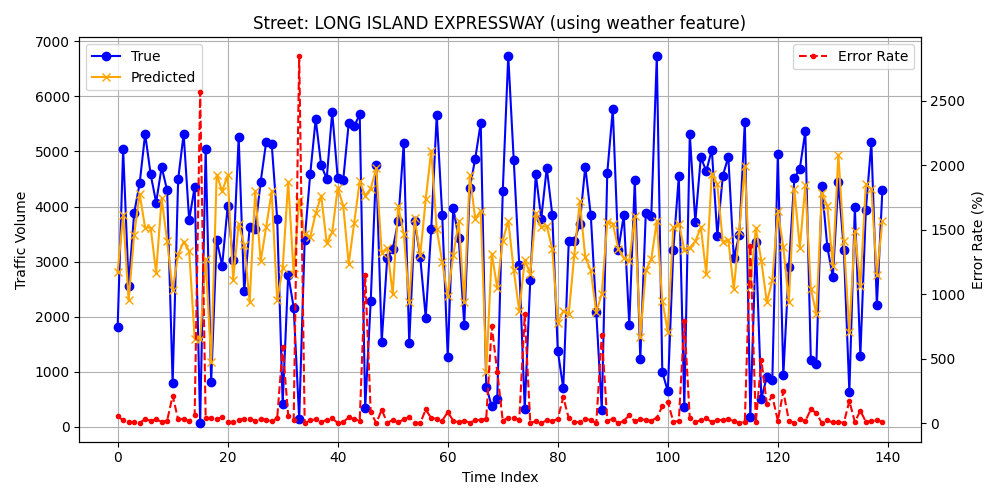 Street: LONG ISLAND EXPRESSWAY (using weather feature)
True
Predicted
Error Rate
7000
6000
5000
4000
3000
2000
1000
0
Traffic Volume
2500
2000
1500
1000
500
0
Error Rate (%)
0 20 40 60 80 100 120 140
Time Index